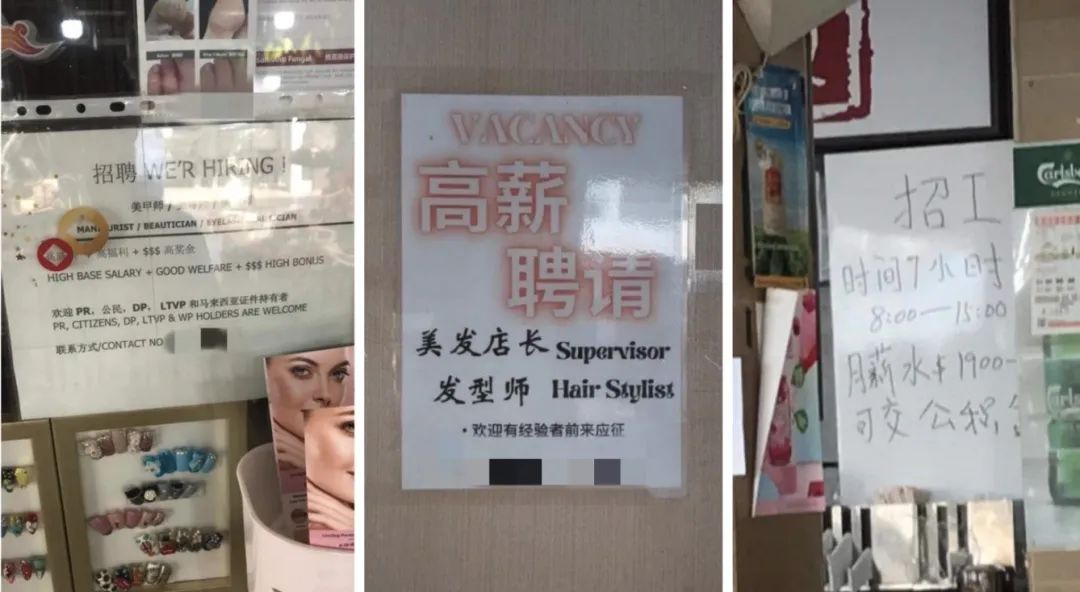 招聘 WE'R HIRING !
美甲师 /
/ BEAUTICIAN /
高福利 + $$$ 高奖金
HIGH BASE SALARY + GOOD WELFARE + $$$ HIGH BONUS
欢迎 PR，公民，DP，LTVP 和马来西亚证件持有者
PR, CITIZENS, DP, LTVP & WP HOLDERS ARE WELCOME
联系方式/CONTACT NO
VACANCY
高薪
聘请
美发店长 Supervisor
发型师 Hair Stylist
• 欢迎有经验者前来应征
招工
时间7小时
8:00—15:00
月薪水$1900-
可交公积
Carlsberg